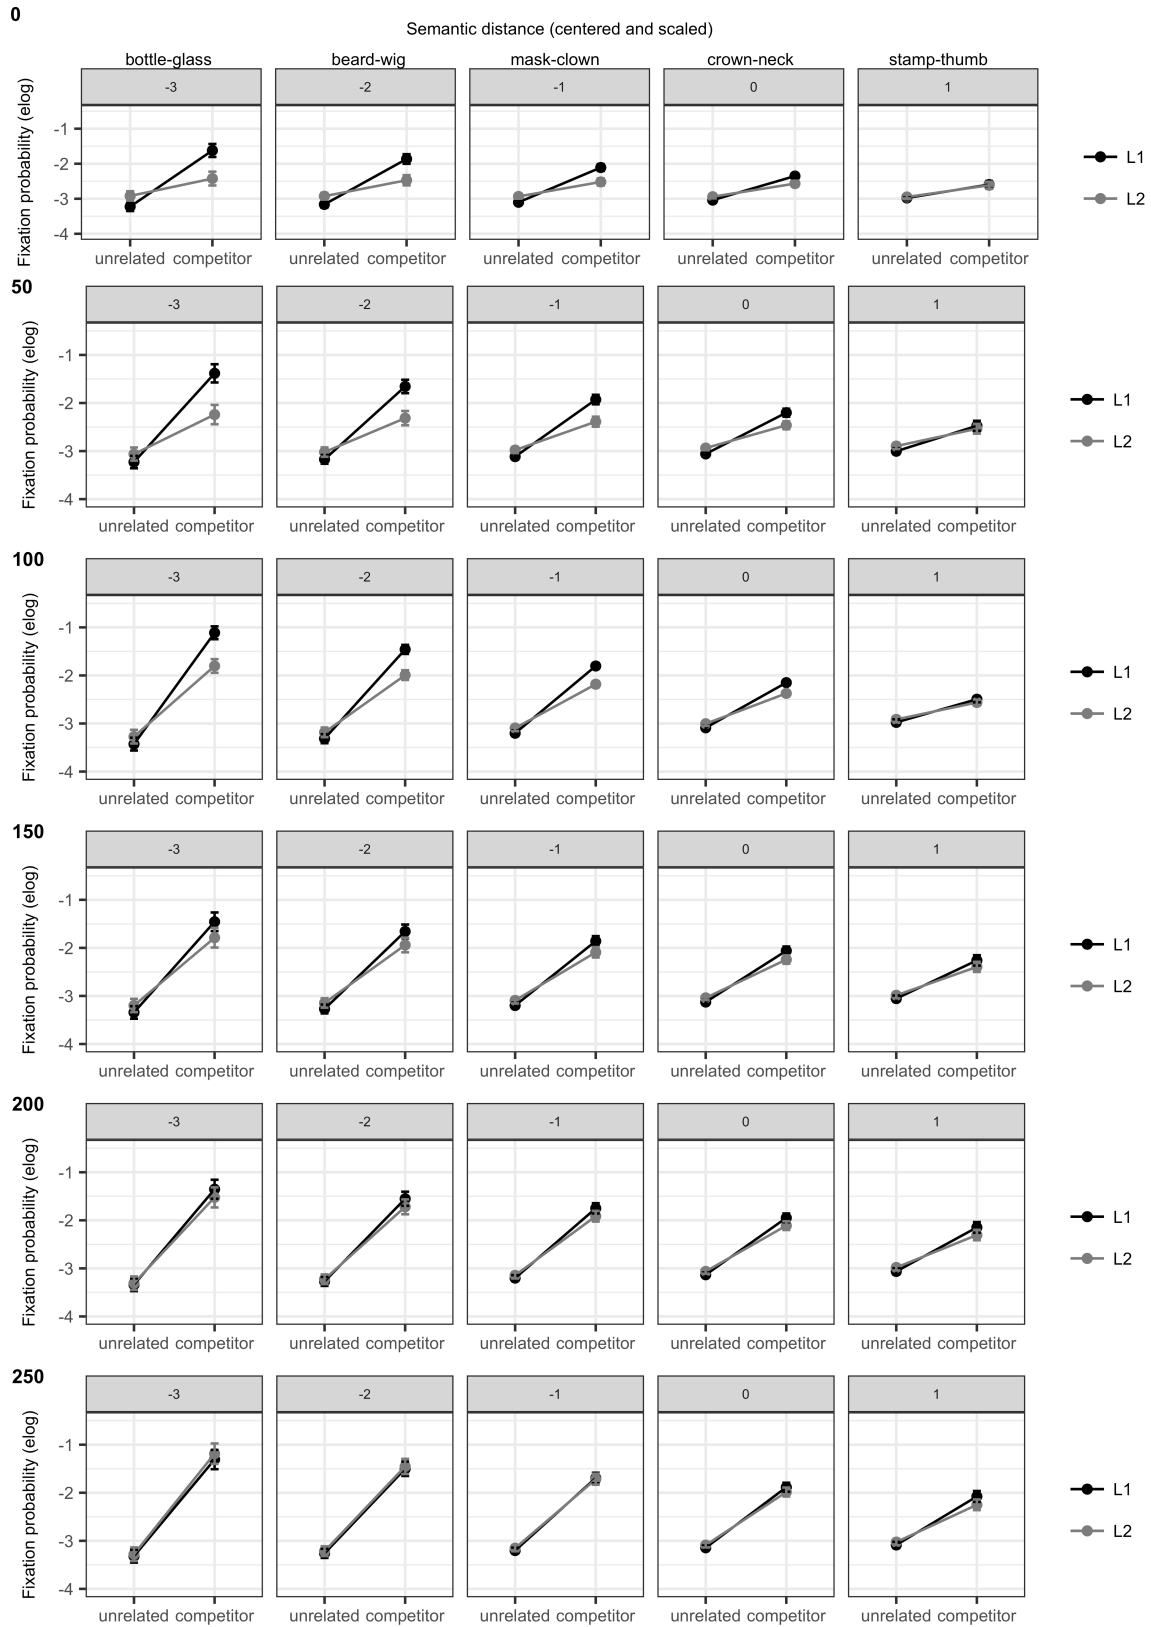 0
Semantic distance (centered and scaled)
bottle-glass beard-wig mask-clown crown-neck stamp-thumb
-3 -2 -1 0 1
Fixation probability (elog)
-1
-2
-3
-4
L1
L2
unrelated competitor unrelated competitor unrelated competitor unrelated competitor unrelated competitor
50
-3 -2 -1 0 1
Fixation probability (elog)
-1
-2
-3
-4
L1
L2
unrelated competitor unrelated competitor unrelated competitor unrelated competitor unrelated competitor
100
-3 -2 -1 0 1
Fixation probability (elog)
-1
-2
-3
-4
L1
L2
unrelated competitor unrelated competitor unrelated competitor unrelated competitor unrelated competitor
150
-3 -2 -1 0 1
Fixation probability (elog)
-1
-2
-3
-4
L1
L2
unrelated competitor unrelated competitor unrelated competitor unrelated competitor unrelated competitor
200
-3 -2 -1 0 1
Fixation probability (elog)
-1
-2
-3
-4
L1
L2
unrelated competitor unrelated competitor unrelated competitor unrelated competitor unrelated competitor
250
-3 -2 -1 0 1
Fixation probability (elog)
-1
-2
-3
-4
L1
L2
unrelated competitor unrelated competitor unrelated competitor unrelated competitor unrelated competitor